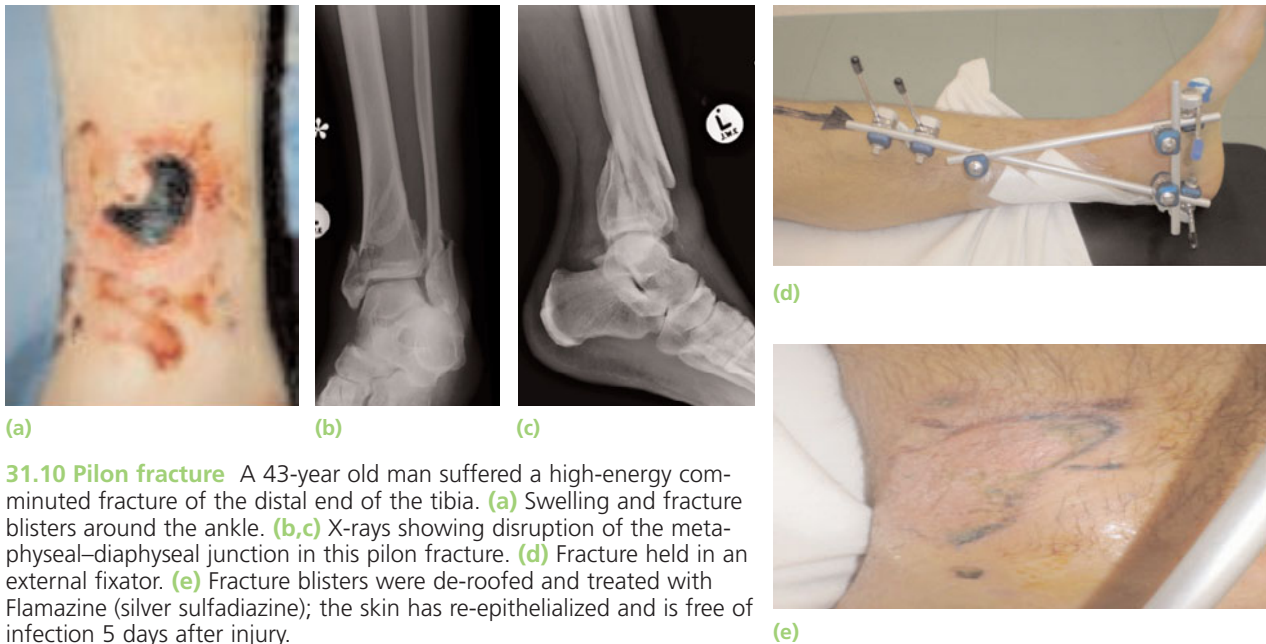 L
J.W.K
(a)
(b)
(c)
(d)
(e)
31.10 Pilon fracture A 43-year old man suffered a high-energy com-
minuted fracture of the distal end of the tibia. (a) Swelling and fracture
blisters around the ankle. (b,c) X-rays showing disruption of the meta-
physeal–diaphyseal junction in this pilon fracture. (d) Fracture held in an
external fixator. (e) Fracture blisters were de-roofed and treated with
Flamazine (silver sulfadiazine); the skin has re-epithelialized and is free of
infection 5 days after injury.